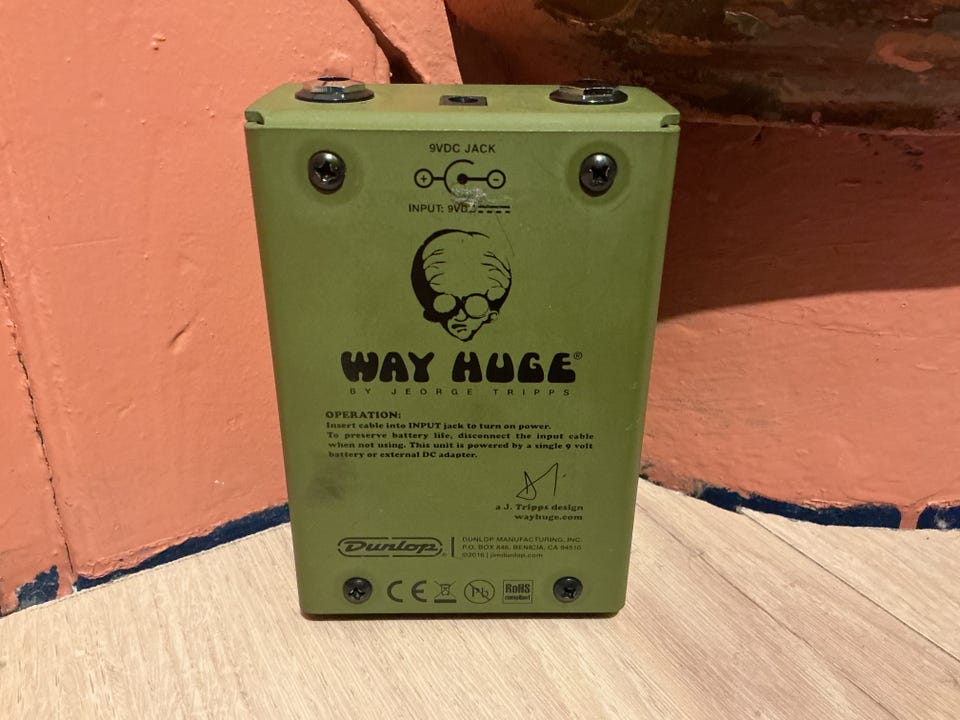 9VDC JACK
+ -
INPUT: 9VDC
WAY HUGE®
BY JEORGE TRIPPS
OPERATION:
Insert cable into INPUT jack to turn on power.
To preserve battery life, disconnect the input cable
when not using. This unit is powered by a single 9 volt
battery or external DC adapter.
a J. Tripps design
wayhuge.com
Dunlop® DUNLOP MANUFACTURING, INC.
P.O. BOX 846, BENICIA, CA 94510
©2016 | jimdunlop.com
CE Pb RoHS
compliant